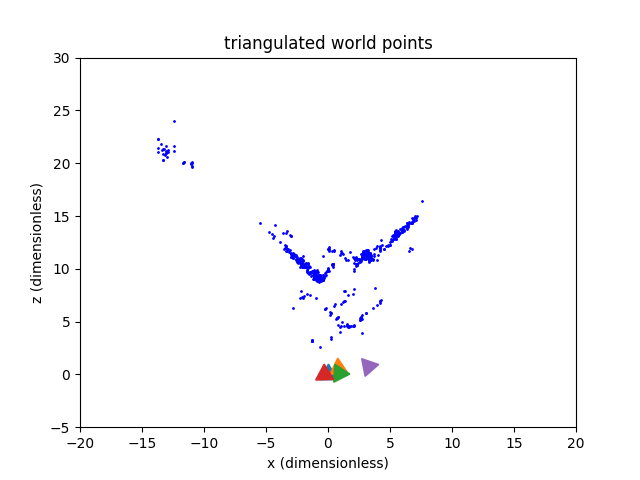 triangulated world points
30
25
20
15
10
5
0
−5
z (dimensionless)
−20 −15 −10 −5 0 5 10 15 20
x (dimensionless)